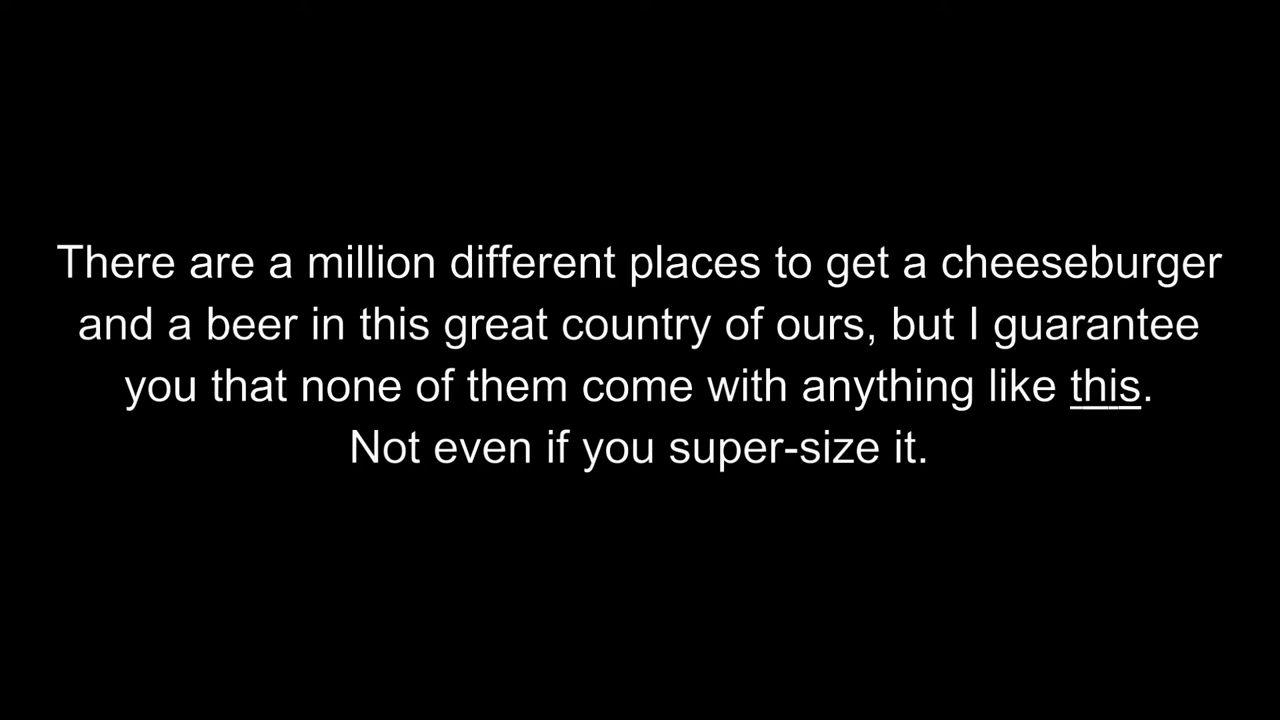 There are a million different places to get a cheeseburger
and a beer in this great country of ours, but I guarantee
you that none of them come with anything like this.
Not even if you super-size it.